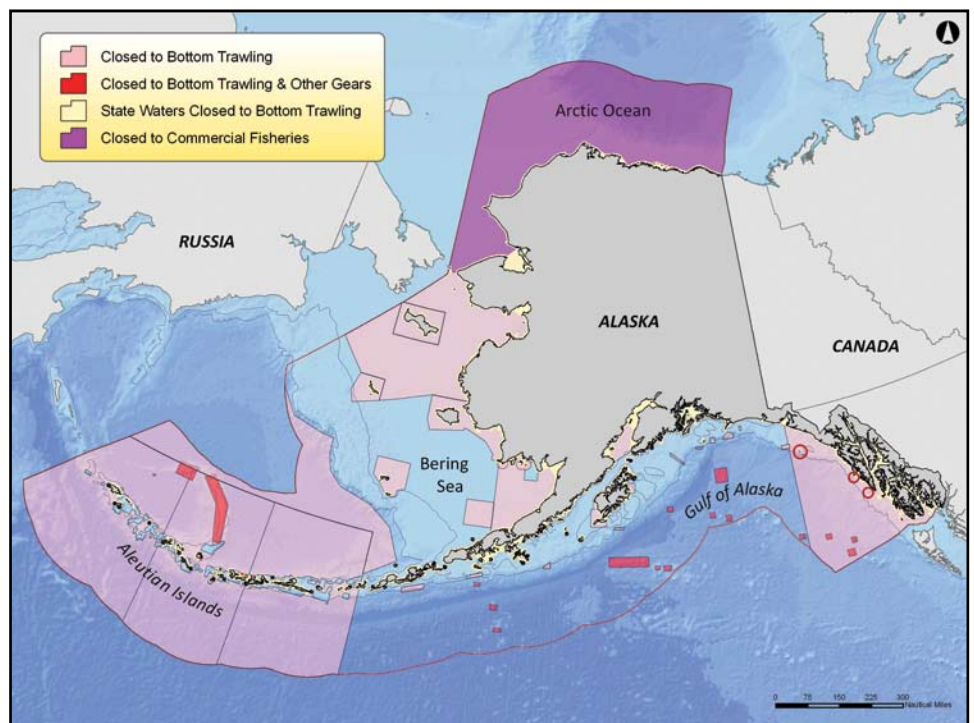 Closed to Bottom Trawling
Closed to Bottom Trawling & Other Gears
State Waters Closed to Bottom Trawling
Closed to Commercial Fisheries
Arctic Ocean
RUSSIA
ALASKA
CANADA
Bering
Sea
Gulf of Alaska
Aleutian Islands
0 75 150 225 300
Nautical Miles